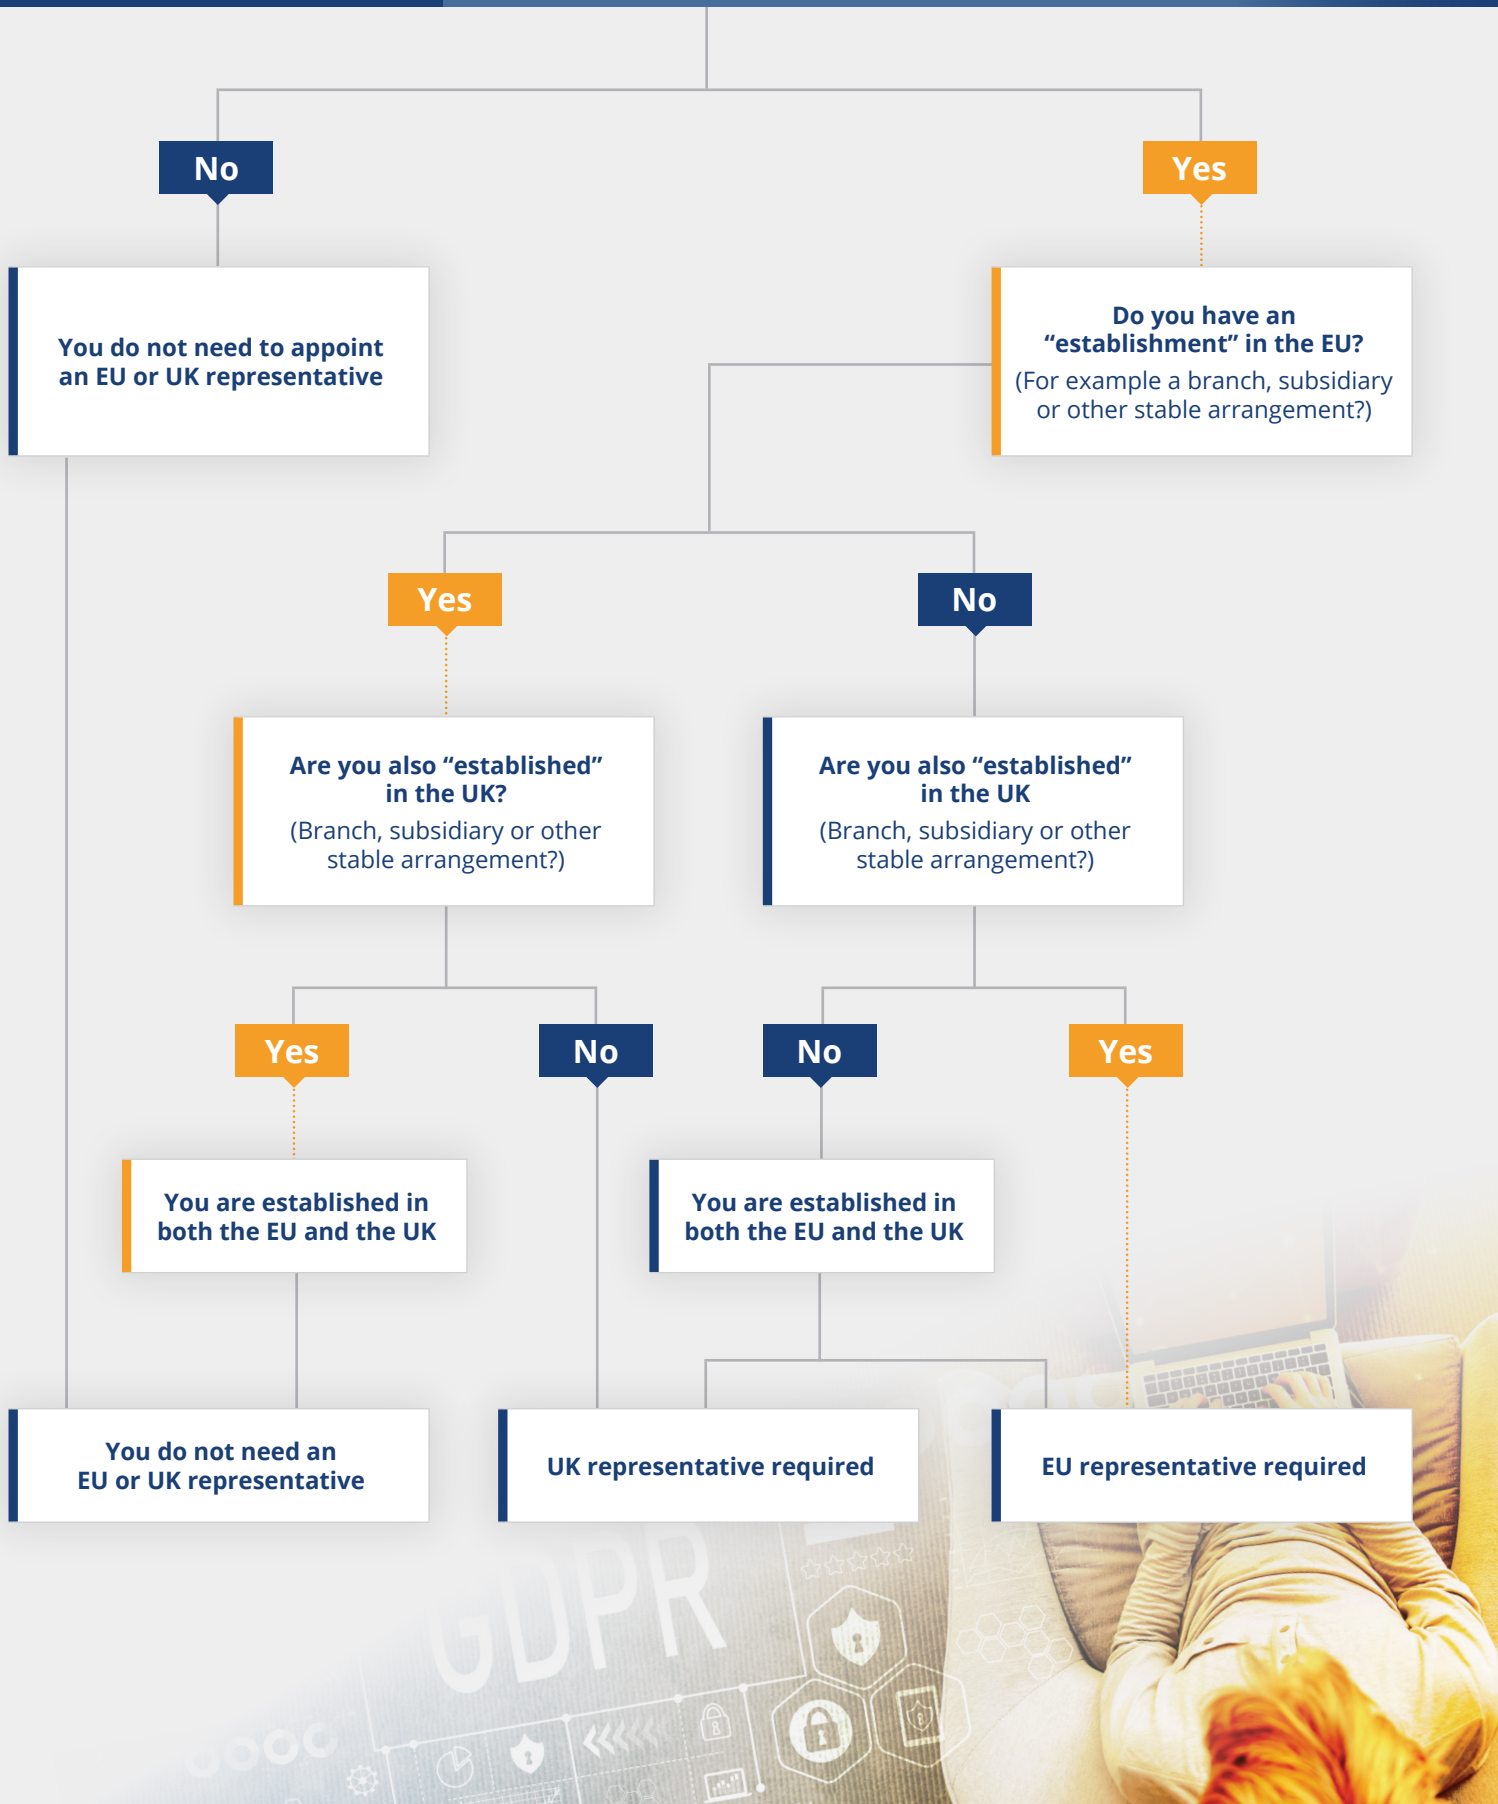 No
Yes
You do not need to appoint
an EU or UK representative
Do you have an
“establishment” in the EU?
(For example a branch, subsidiary
or other stable arrangement?)
Yes
No
Are you also “established”
in the UK?
(Branch, subsidiary or other
stable arrangement?)
Are you also “established”
in the UK
(Branch, subsidiary or other
stable arrangement?)
Yes
No
No
Yes
You are established in
both the EU and the UK
You are established in
both the EU and the UK
You do not need an
EU or UK representative
UK representative required
EU representative required
GDPR